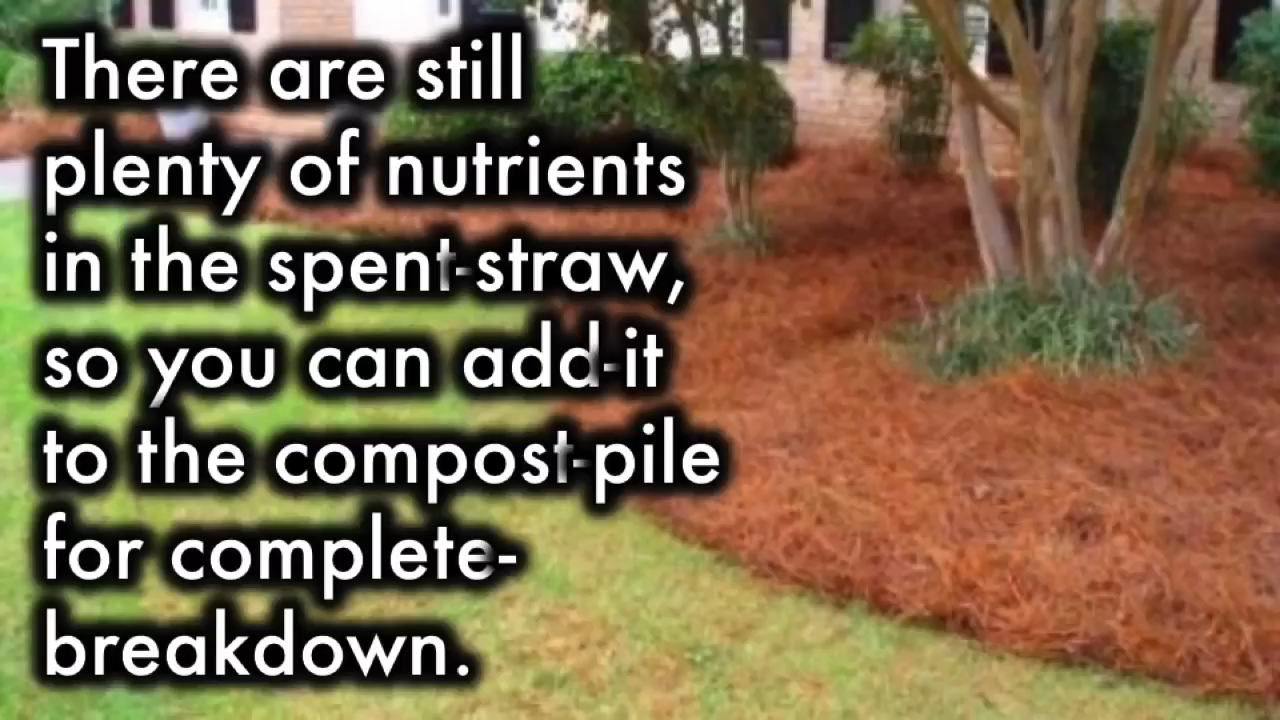 There are still
plenty of nutrients
in the spent-straw,
so you can add-it
to the compost-pile
for complete-
breakdown.